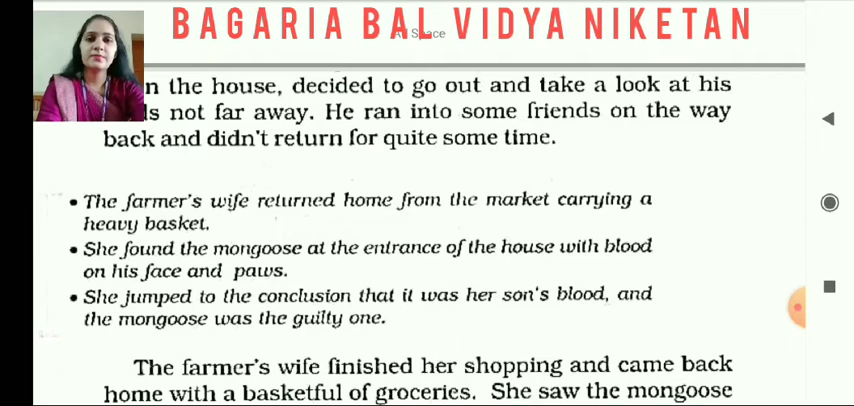 BAGARIA BAL VIDYA NIKETAN
n the house, decided to go out and take a look at his
ls not far away. He ran into some friends on the way
back and didn't return for quite some time.
• The farmer's wife returned home from the market carrying a
heavy basket.
• She found the mongoose at the entrance of the house with blood
on his face and paws.
• She jumped to the conclusion that it was her son's blood, and
the mongoose was the guilty one.
The farmer's wife finished her shopping and came back
home with a basketful of groceries. She saw the mongoose